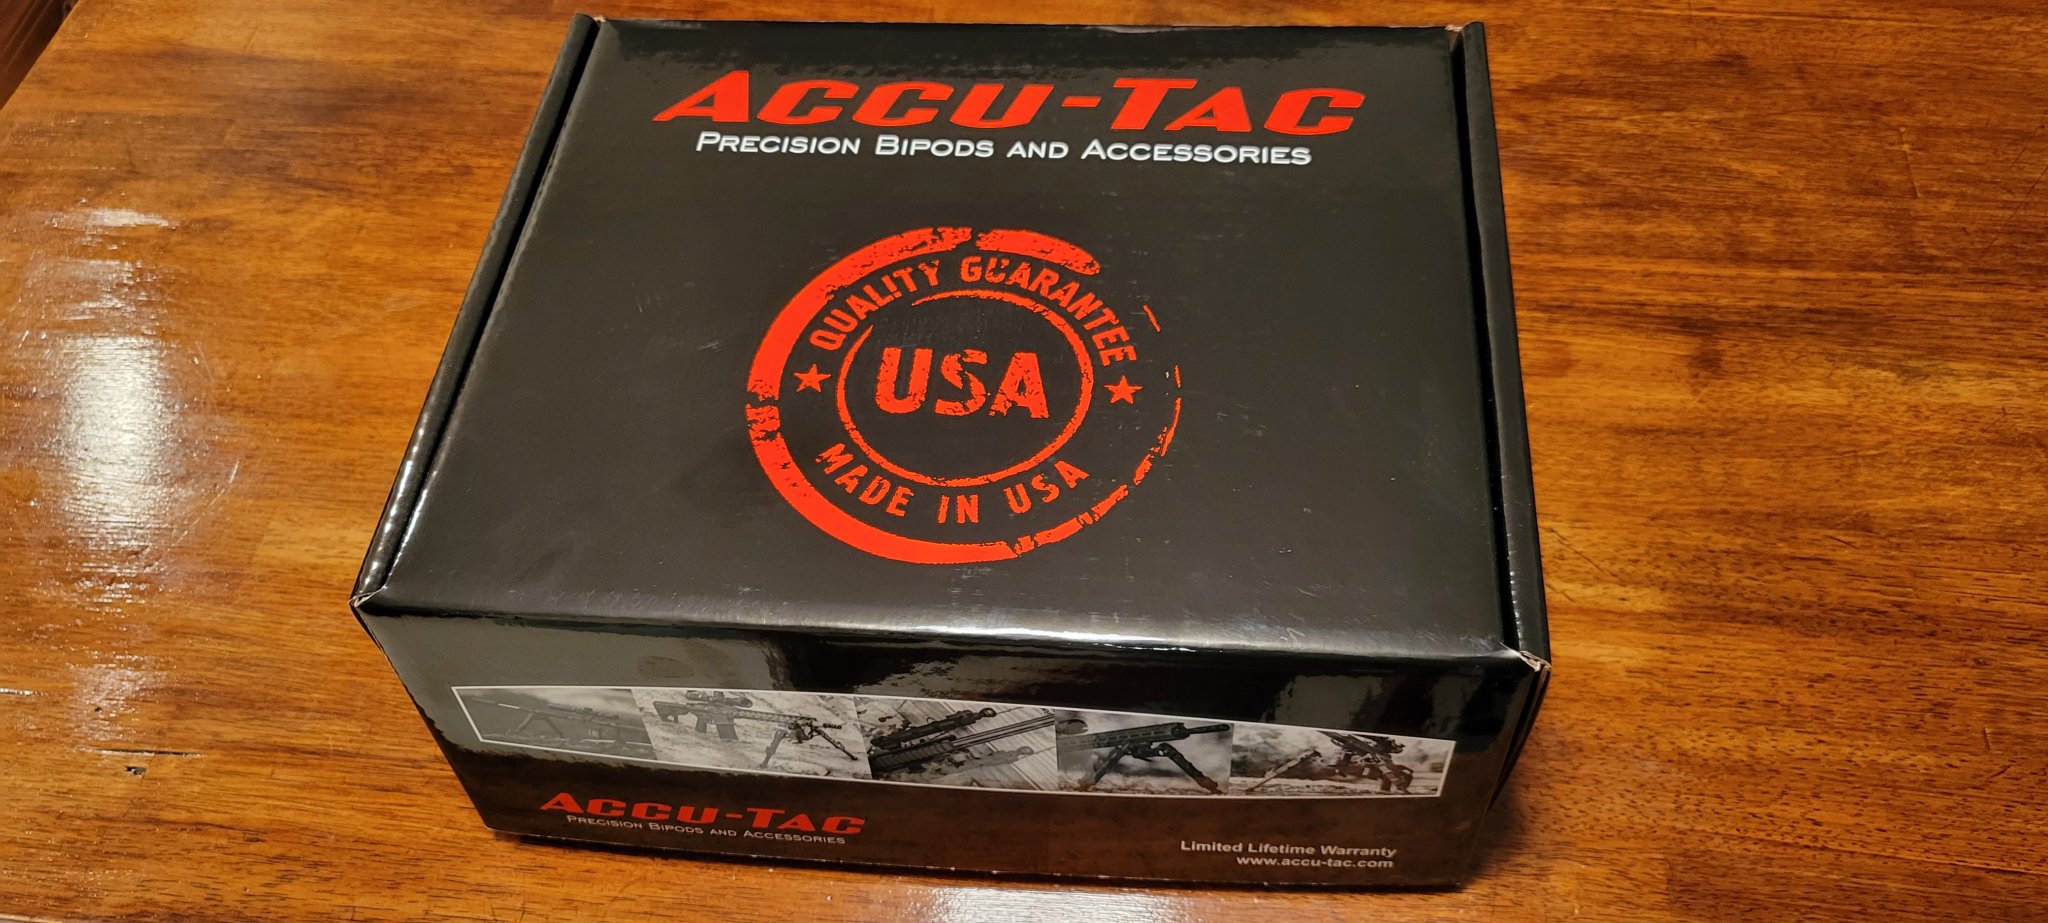 ACCU-TAC
PRECISION BIPODS AND ACCESSORIES
QUALITY GUARANTEE
USA
MADE IN USA
ACCU-TAC
PRECISION BIPODS AND ACCESSORIES
Limited Lifetime Warranty
www.accu-tac.com